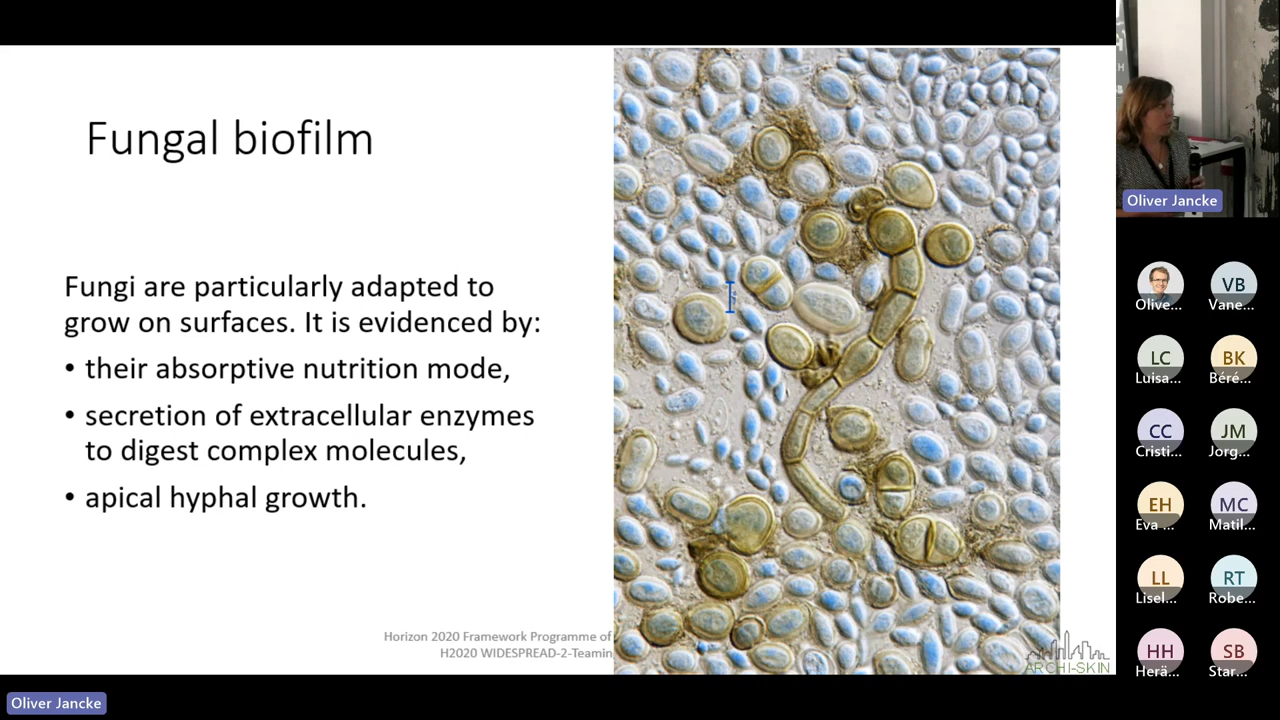 Fungal biofilm
Fungi are particularly adapted to
grow on surfaces. It is evidenced by:
• their absorptive nutrition mode,
• secretion of extracellular enzymes
to digest complex molecules,
• apical hyphal growth.
Horizon 2020 Framework Programme of
H2020 WIDESPREAD-2-Teamin
ARCHI-SKIN
Oliver Jancke
Oliver Jancke
Olive...
VB
Vane...
LC
Luisa...
BK
Béré...
CC
Cristi...
JM
Jorg...
EH
Eva ...
MC
Matil...
LL
Lisel...
RT
Robe...
HH
Herä...
SB
Star...